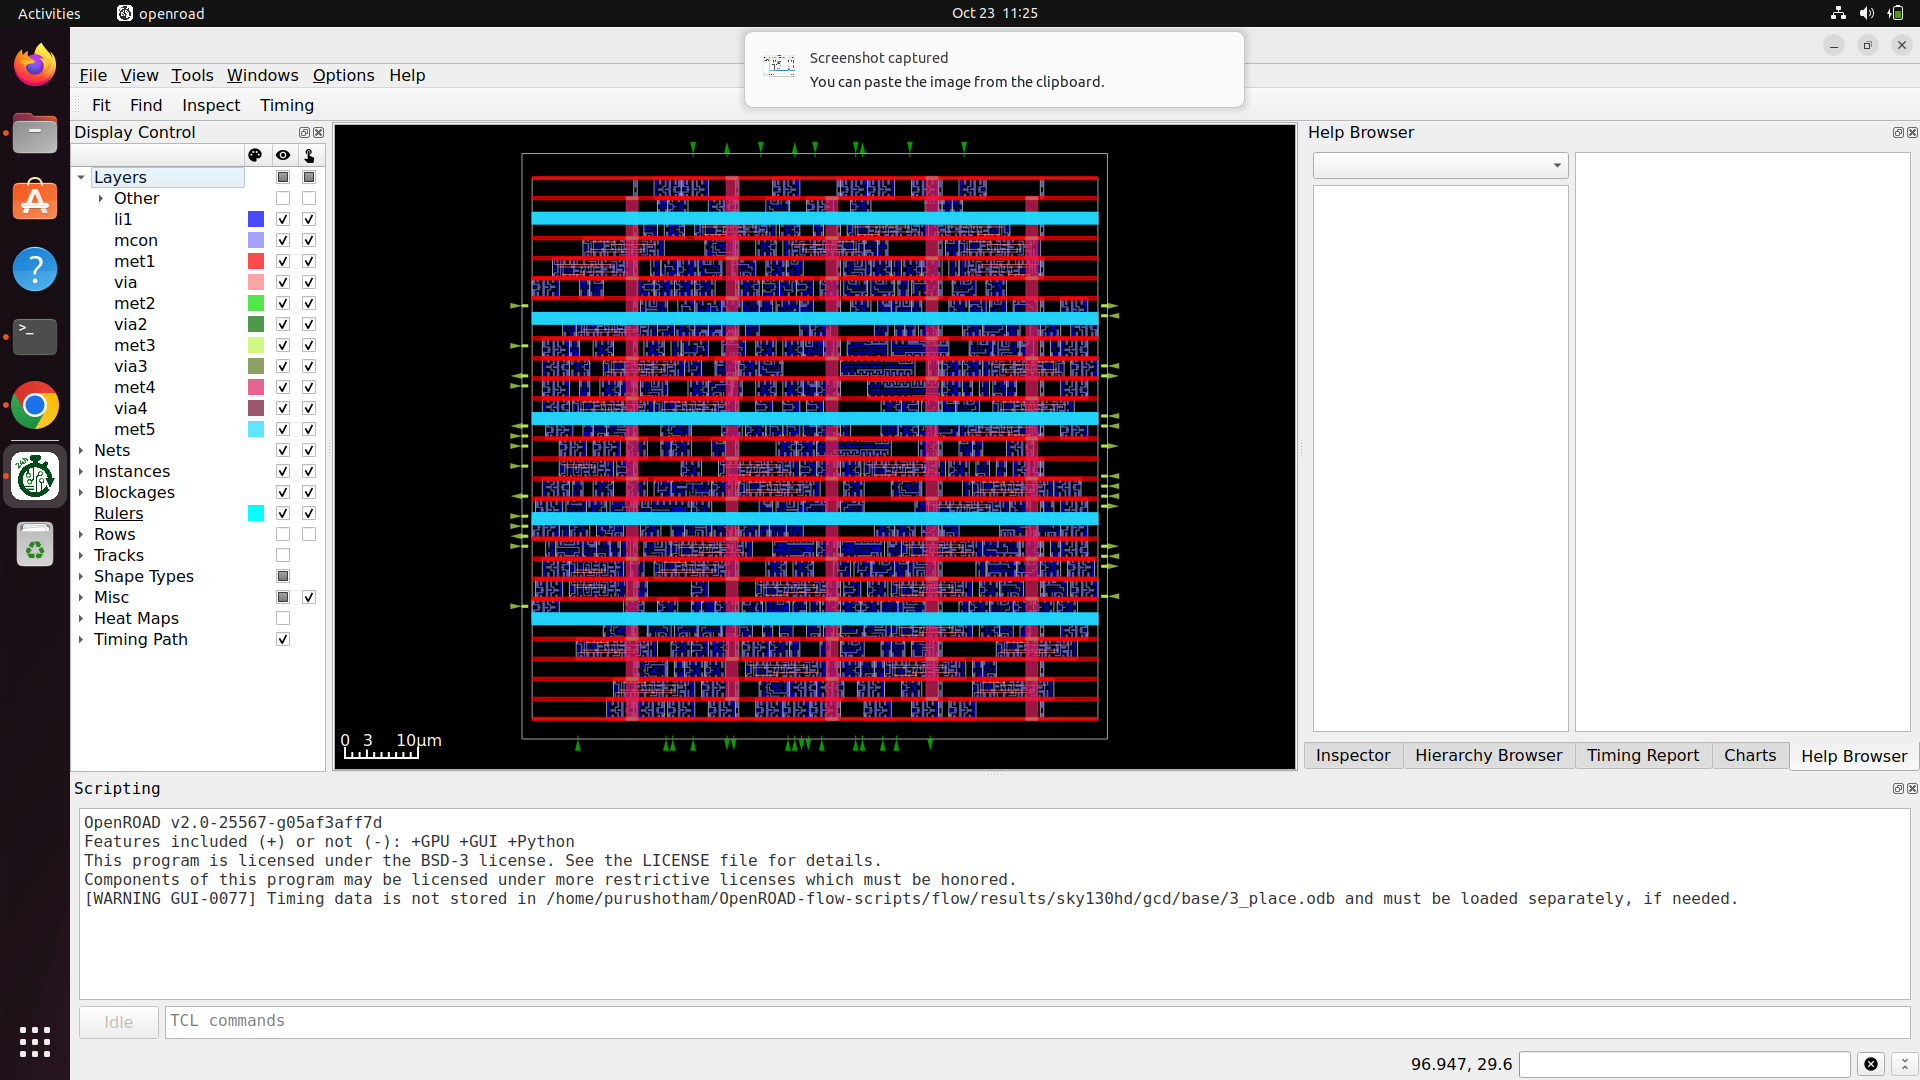 Activities
openroad
Oct 23 11:25
Screenshot captured
You can paste the image from the clipboard.
File View Tools Windows Options Help
Fit Find Inspect Timing
Display Control
Layers
Other
li1
mcon
met1
via
met2
via2
met3
via3
met4
via4
met5
Nets
Instances
Blockages
Rulers
Rows
Tracks
Shape Types
Misc
Heat Maps
Timing Path
0 3 10μm
Help Browser
Inspector Hierarchy Browser Timing Report Charts Help Browser
Scripting
OpenROAD v2.0-25567-g05af3aff7d
Features included (+) or not (-): +GPU +GUI +Python
This program is licensed under the BSD-3 license. See the LICENSE file for details.
Components of this program may be licensed under more restrictive licenses which must be honored.
[WARNING GUI-0077] Timing data is not stored in /home/purushotham/OpenROAD-flow-scripts/flow/results/sky130hd/gcd/base/3_place.odb and must be loaded separately, if needed.
Idle
TCL commands
96.947, 29.6